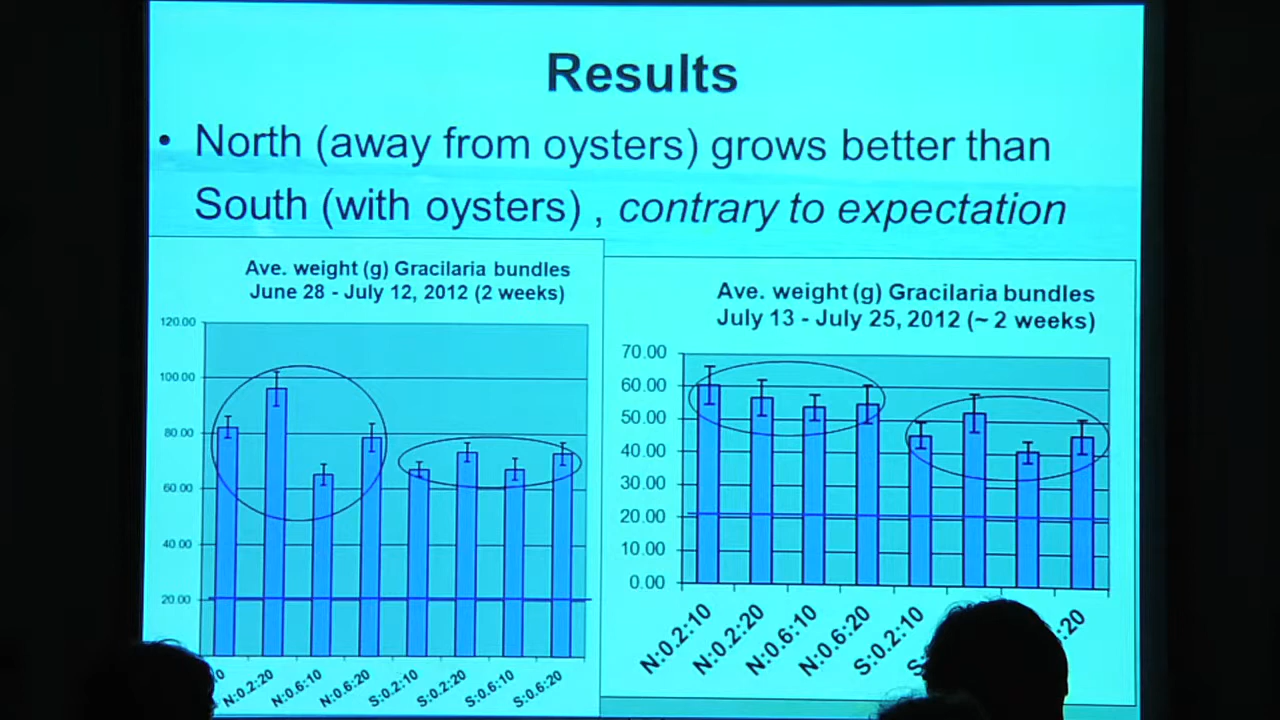 Results
• North (away from oysters) grows better than
South (with oysters) , contrary to expectation
Ave. weight (g) Gracilaria bundles
June 28 - July 12, 2012 (2 weeks)
120.00
100.00
80.00
60.00
40.00
20.00
N:0.2:20
N:0.6:10
N:0.6:20
S:0.2:10
S:0.2:20
S:0.6:10
S:0.6:20
Ave. weight (g) Gracilaria bundles
July 13 - July 25, 2012 (~ 2 weeks)
70.00
60.00
50.00
40.00
30.00
20.00
10.00
0.00
N:0.2:10
N:0.2:20
N:0.6:10
N:0.6:20
S:0.2:10
:20